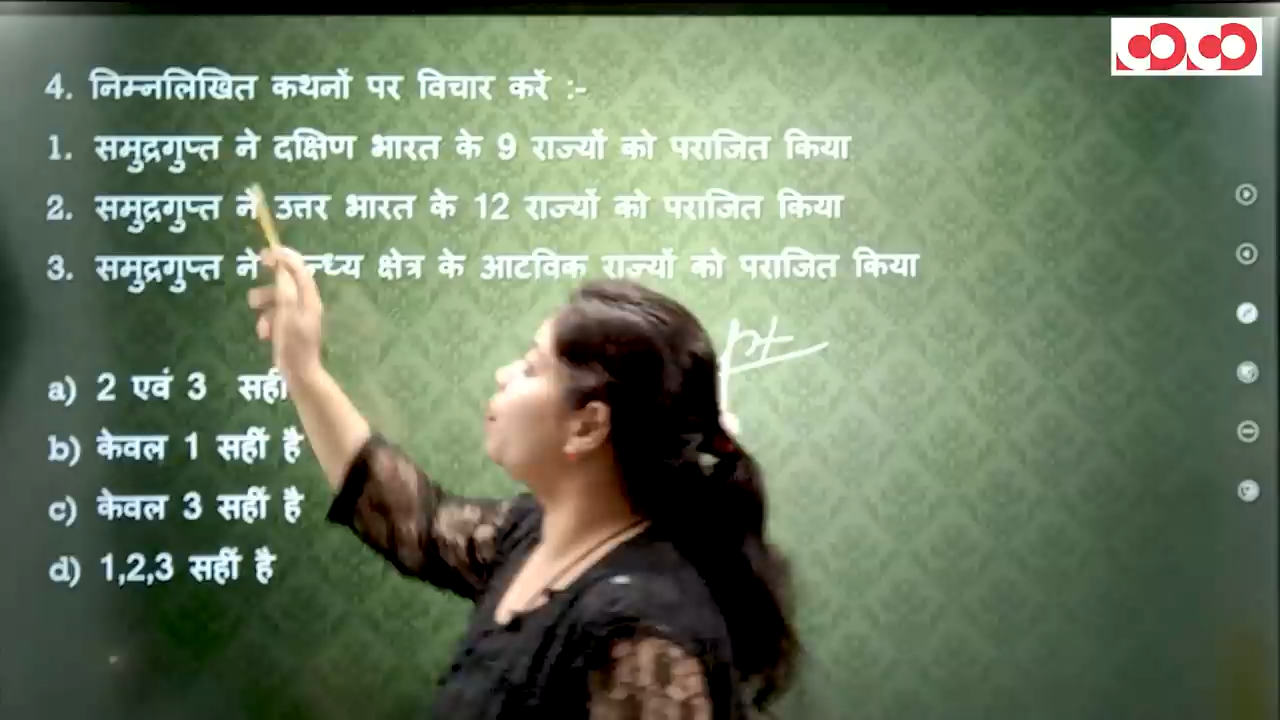 4. निम्नलिखित कथनों पर विचार करें :-
1. समुद्रगुप्त ने दक्षिण भारत के 9 राज्यों को पराजित किया
2. समुद्रगुप्त ने उत्तर भारत के 12 राज्यों को पराजित किया
3. समुद्रगुप्त ने क्षेत्र के आटविक राज्यों को पराजित किया
a) 2 एवं 3 सही
b) केवल 1 सहीं है
c) केवल 3 सहीं है
d) 1,2,3 सहीं है